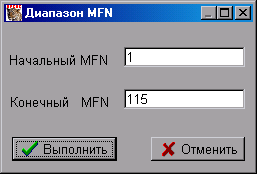 Диапазон MFN
Начальный MFN 1
Конечный MFN 115
Выполнить Отменить